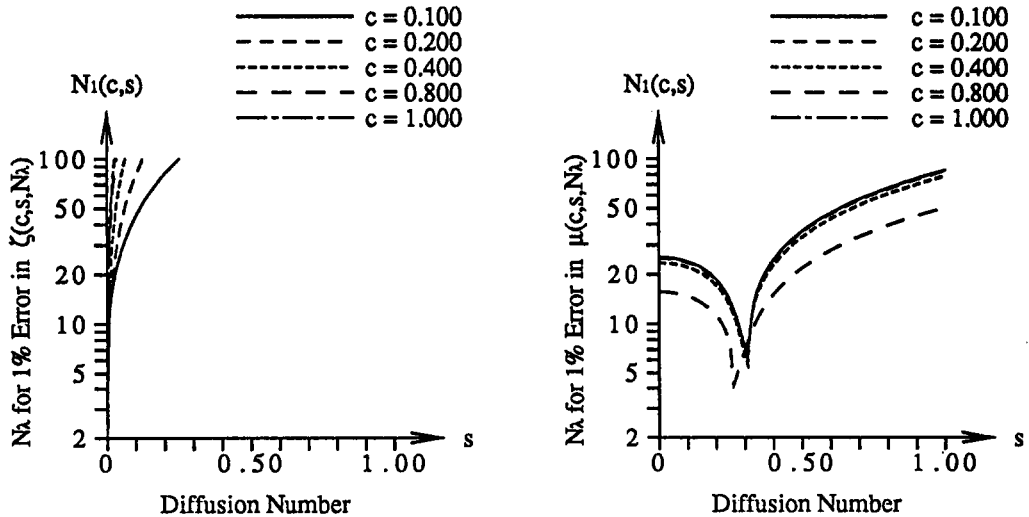 c = 0.100
c = 0.200
c = 0.400
c = 0.800
c = 1.000
N1(c,s)
Nλ for 1% Error in ζ(c,s,Nλ)
100
50
20
10
5
2
0
0.50
1.00
s
Diffusion Number
c = 0.100
c = 0.200
c = 0.400
c = 0.800
c = 1.000
N1(c,s)
Nλ for 1% Error in μ(c,s,Nλ)
100
50
20
10
5
2
0
0.50
1.00
s
Diffusion Number